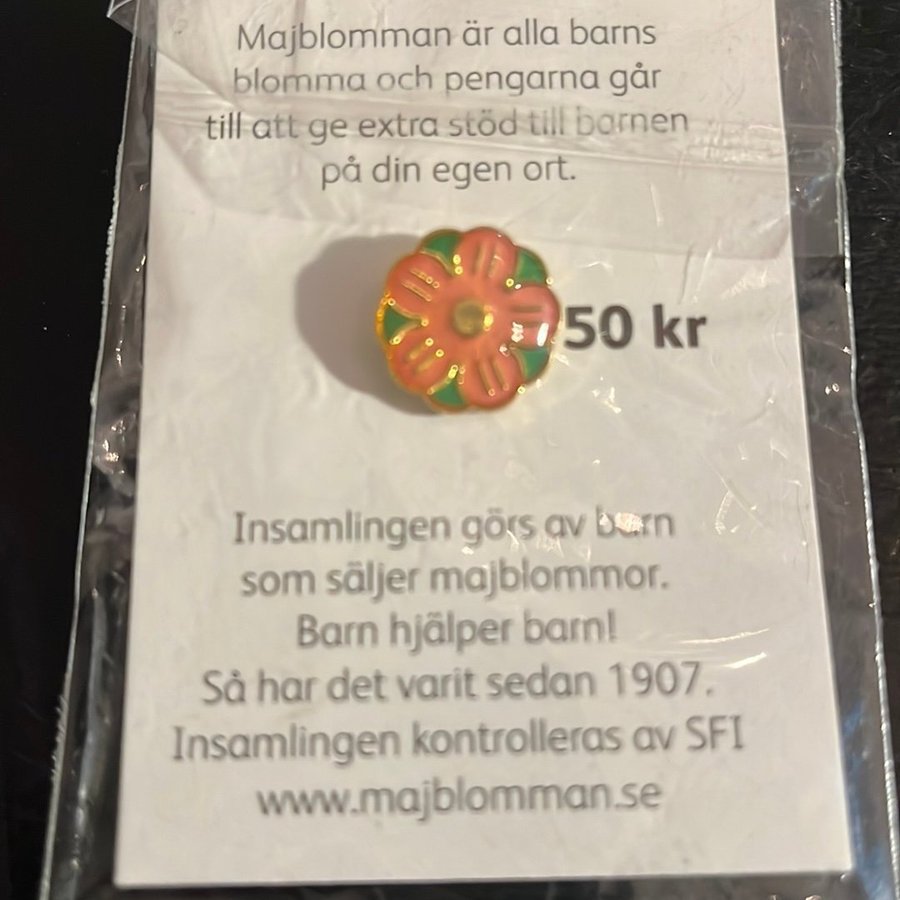 Majblomman är alla barns
blomma och pengarna går
till att ge extra stöd till barnen
på din egen ort.
50 kr
Insamlingen görs av barn
som säljer majblommor.
Barn hjälper barn!
Så har det varit sedan 1907.
Insamlingen kontrolleras av SFI
www.majblomman.se